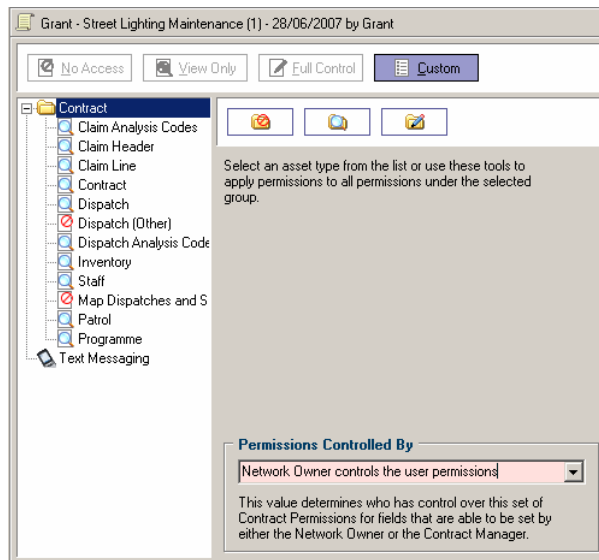 Grant - Street Lighting Maintenance (1) - 28/06/2007 by Grant
No Access View Only Full Control Custom
Contract
Claim Analysis Codes
Claim Header
Claim Line
Contract
Dispatch
Dispatch (Other)
Dispatch Analysis Code
Inventory
Staff
Map Dispatches and S
Patrol
Programme
Text Messaging
Select an asset type from the list or use these tools to
apply permissions to all permissions under the selected
group.
Permissions Controlled By
Network Owner controls the user permissions
This value determines who has control over this set of
Contract Permissions for fields that are able to be set by
either the Network Owner or the Contract Manager.